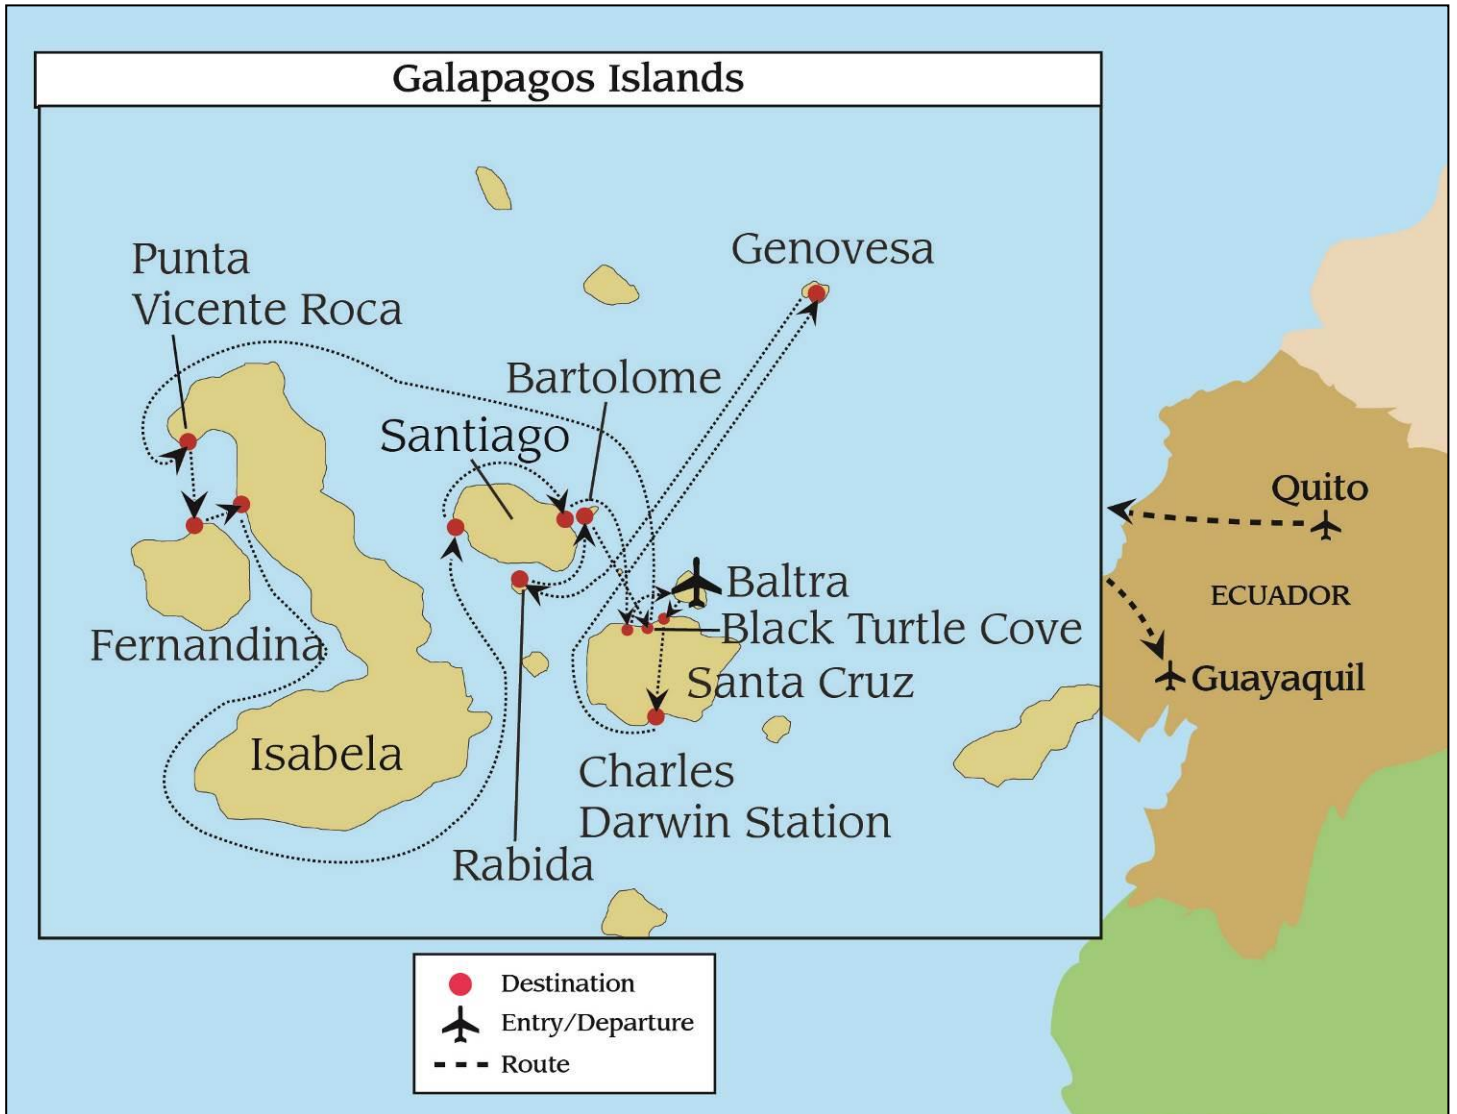 Galapagos Islands
Punta
Vicente Roca
Genovesa
Bartolome
Santiago
Quito
Baltra
ECUADOR
Black Turtle Cove
Fernandina
Santa Cruz
Guayaquil
Isabela
Charles
Darwin Station
Rabida
Destination
Entry/Departure
Route